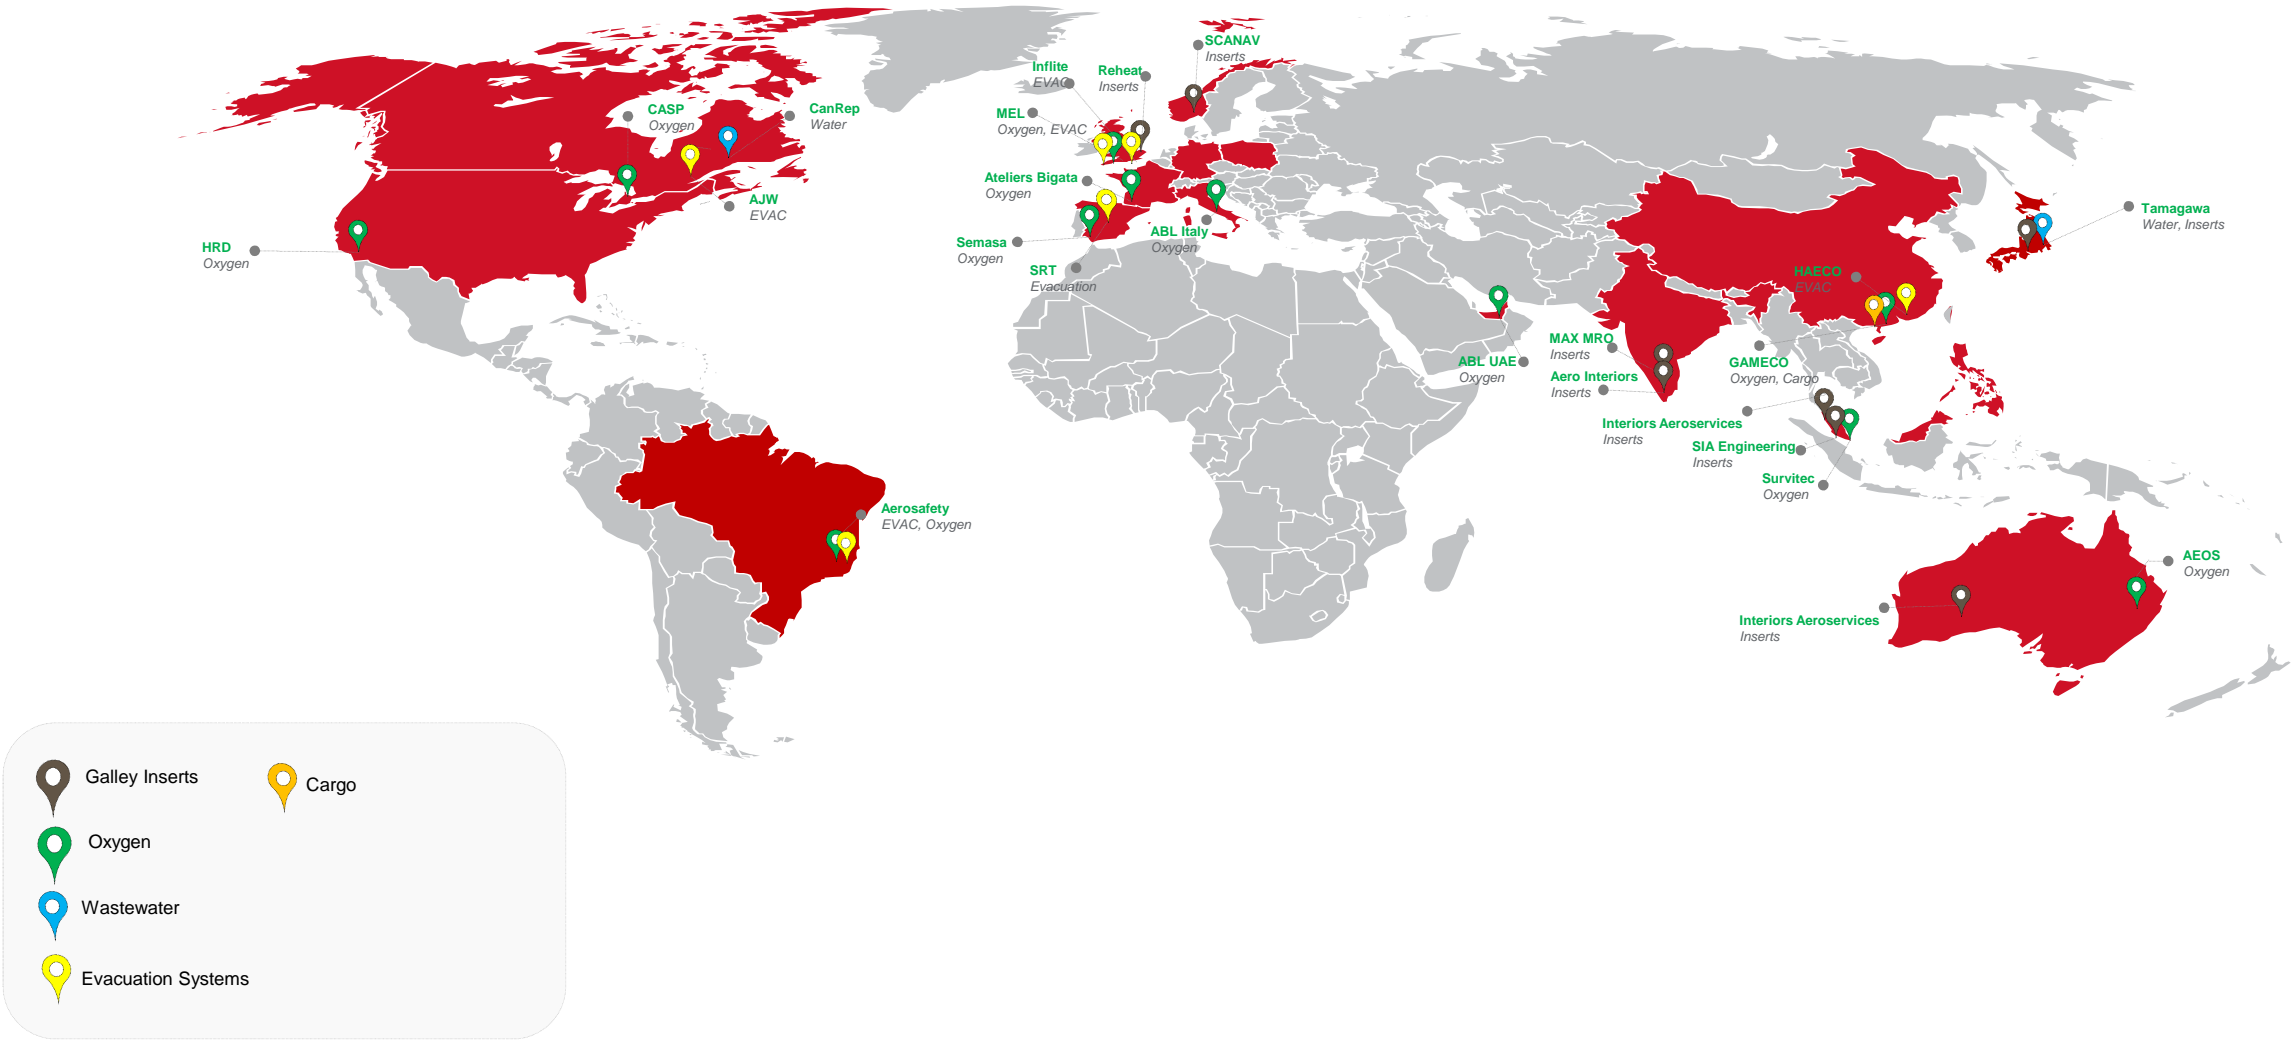 SCANAV
Inserts
Inflite
EVAC
Reheat
Inserts
MEL
Oxygen, EVAC
CASP
Oxygen
CanRep
Water
Ateliers Bigata
Oxygen
AJW
EVAC
HRD
Oxygen
Semasa
Oxygen
ABL Italy
Oxygen
SRT
Evacuation
Tamagawa
Water, Inserts
HAECO
EVAC
MAX MRO
Inserts
ABL UAE
Oxygen
GAMECO
Oxygen, Cargo
Aero Interiors
Inserts
Interiors Aeroservices
Inserts
SIA Engineering
Inserts
Survitec
Oxygen
Aerosafety
EVAC, Oxygen
AEOS
Oxygen
Interiors Aeroservices
Inserts
Galley Inserts
Cargo
Oxygen
Wastewater
Evacuation Systems